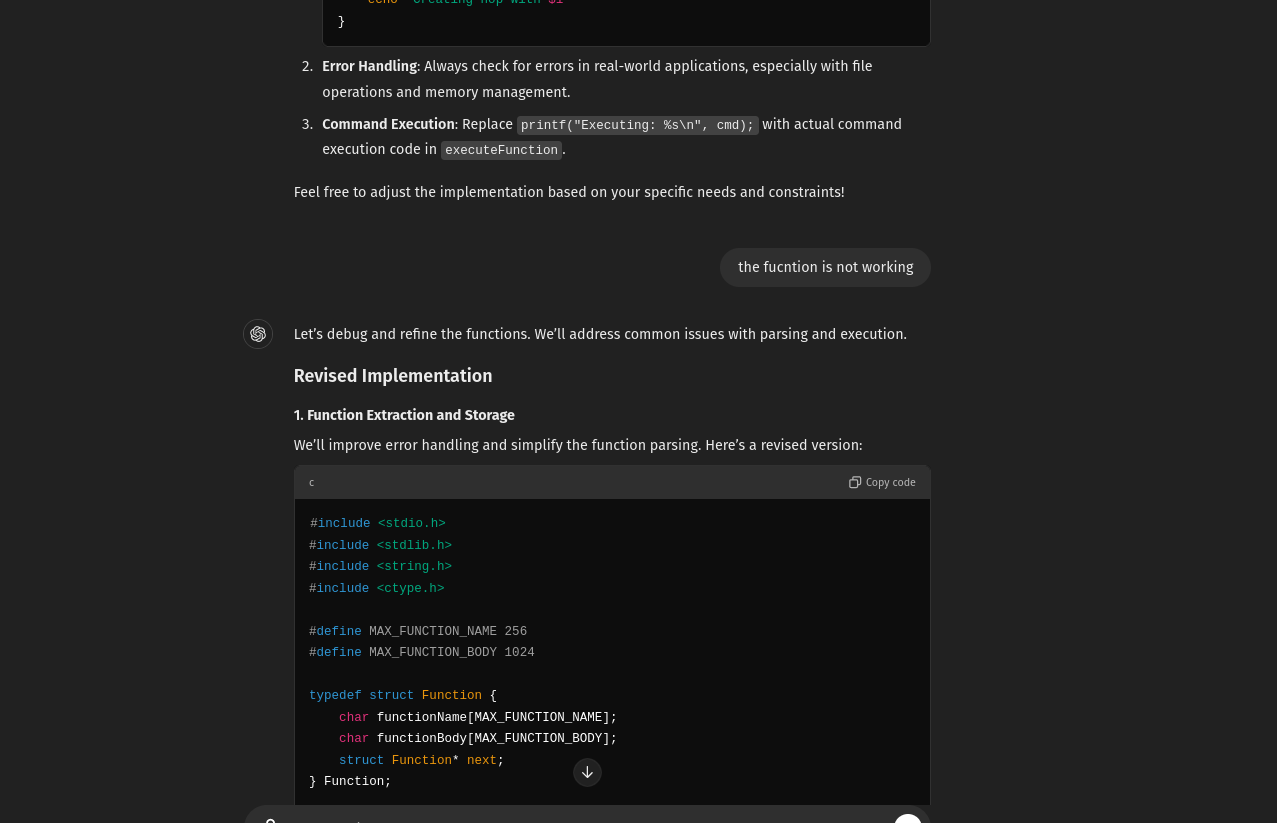 echo "Creating nop with $1"
}
2. Error Handling: Always check for errors in real-world applications, especially with file
operations and memory management.
3. Command Execution: Replace printf("Executing: %s\n", cmd); with actual command
execution code in executeFunction.
Feel free to adjust the implementation based on your specific needs and constraints!
the fucntion is not working
Let’s debug and refine the functions. We’ll address common issues with parsing and execution.
Revised Implementation
1. Function Extraction and Storage
We’ll improve error handling and simplify the function parsing. Here’s a revised version:
c Copy code
#include <stdio.h>
#include <stdlib.h>
#include <string.h>
#include <ctype.h>
#define MAX_FUNCTION_NAME 256
#define MAX_FUNCTION_BODY 1024
typedef struct Function {
char functionName[MAX_FUNCTION_NAME];
char functionBody[MAX_FUNCTION_BODY];
struct Function* next;
} Function;